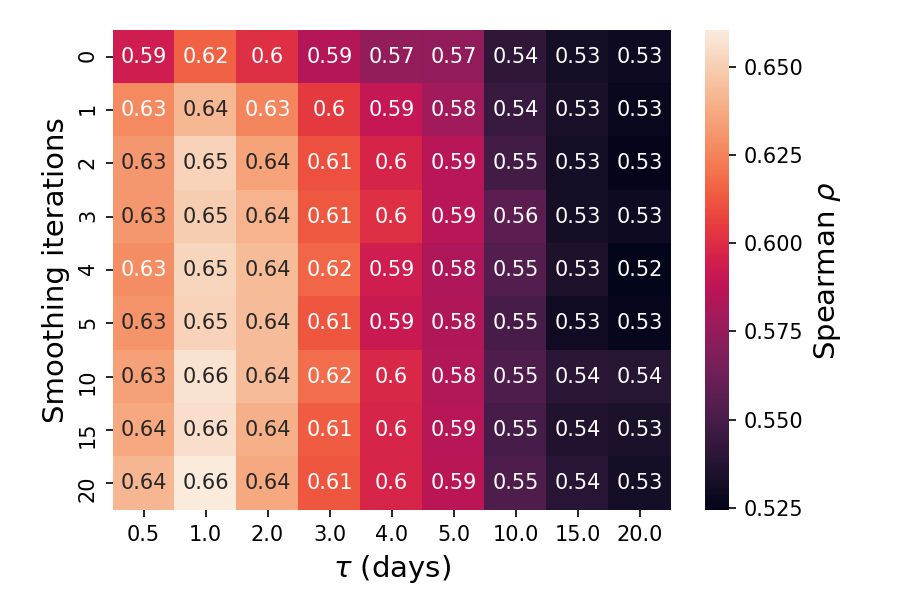 0 0.59 0.62 0.6 0.59 0.57 0.57 0.54 0.53 0.53
1 0.63 0.64 0.63 0.6 0.59 0.58 0.54 0.53 0.53
2 0.63 0.65 0.64 0.61 0.6 0.59 0.55 0.53 0.53
3 0.63 0.65 0.64 0.61 0.6 0.59 0.56 0.53 0.53
4 0.63 0.65 0.64 0.62 0.59 0.58 0.55 0.53 0.52
5 0.63 0.65 0.64 0.61 0.59 0.58 0.55 0.53 0.53
10 0.63 0.66 0.64 0.62 0.6 0.58 0.55 0.54 0.54
15 0.64 0.66 0.64 0.61 0.6 0.59 0.55 0.54 0.53
20 0.64 0.66 0.64 0.61 0.6 0.59 0.55 0.54 0.53
0.5 1.0 2.0 3.0 4.0 5.0 10.0 15.0 20.0
τ (days)
Smoothing iterations
0.650
0.625
0.600
0.575
0.550
0.525
Spearman ρ